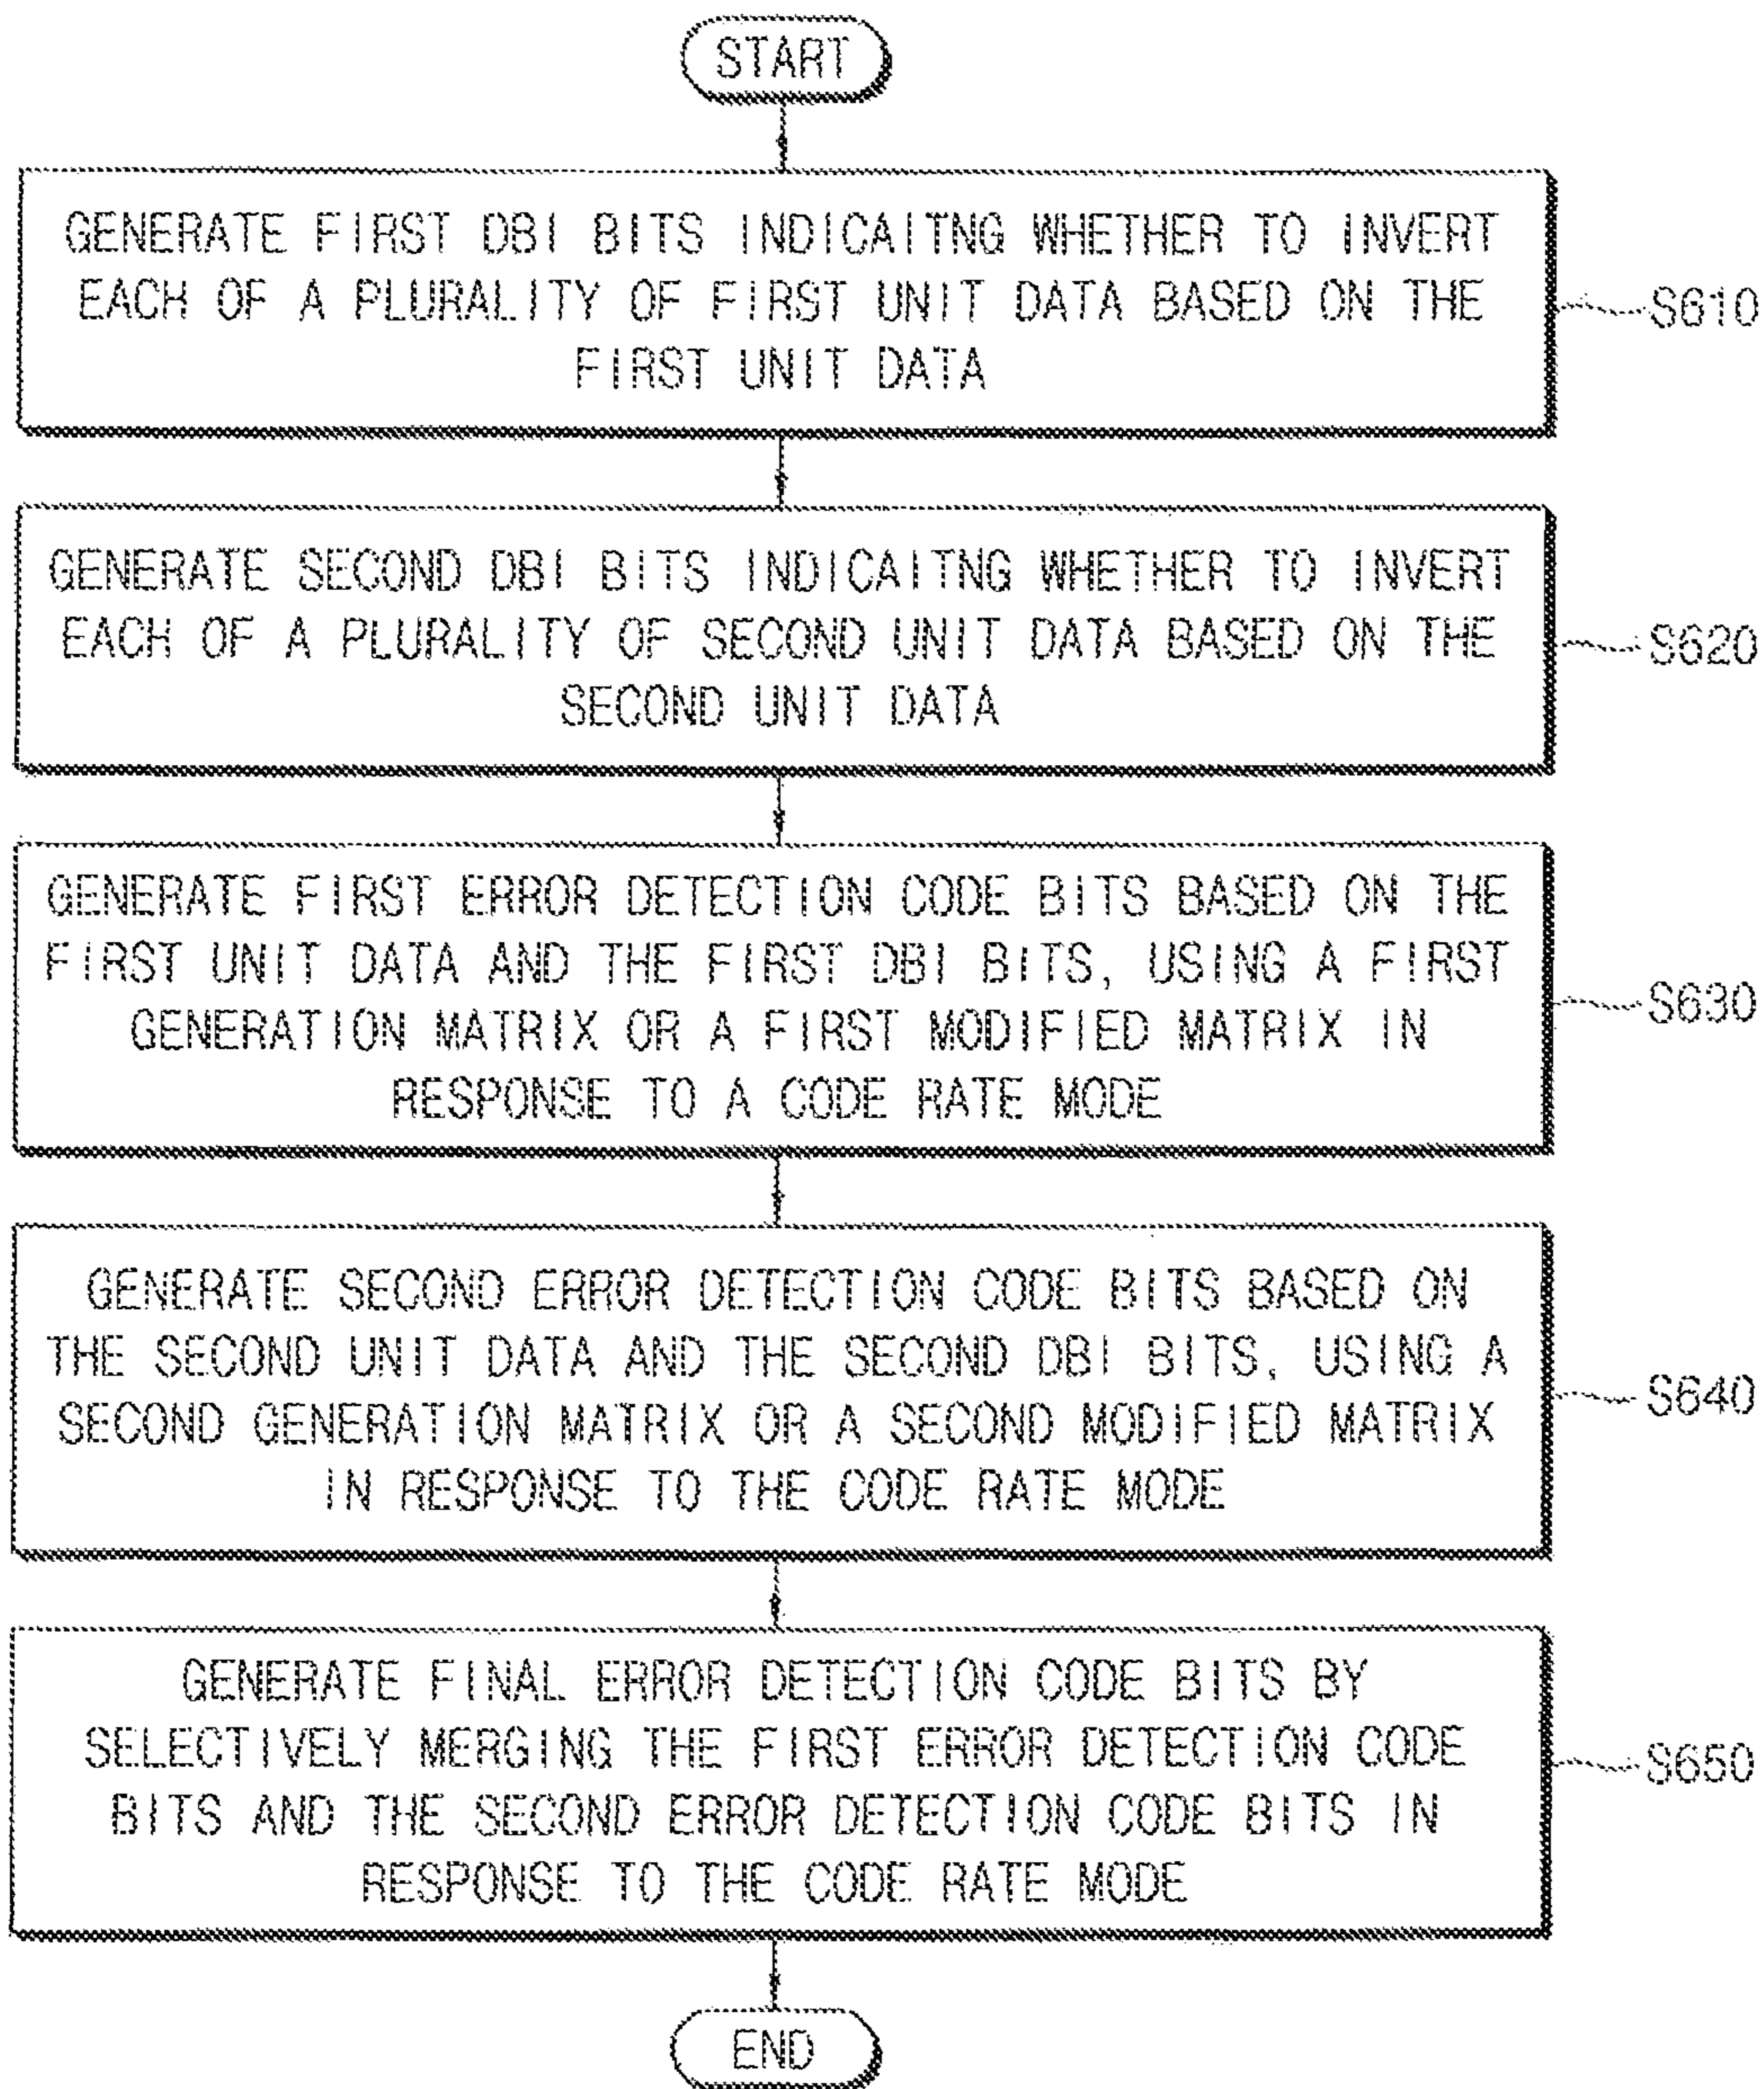 START
GENERATE FIRST DBI BITS INDICAITNG WHETHER TO INVERT
EACH OF A PLURALITY OF FIRST UNIT DATA BASED ON THE
FIRST UNIT DATA
S610
GENERATE SECOND DBI BITS INDICAITNG WHETHER TO INVERT
EACH OF A PLURALITY OF SECOND UNIT DATA BASED ON THE
SECOND UNIT DATA
S620
GENERATE FIRST ERROR DETECTION CODE BITS BASED ON THE
FIRST UNIT DATA AND THE FIRST DBI BITS, USING A FIRST
GENERATION MATRIX OR A FIRST MODIFIED MATRIX IN
RESPONSE TO A CODE RATE MODE
S630
GENERATE SECOND ERROR DETECTION CODE BITS BASED ON
THE SECOND UNIT DATA AND THE SECOND DBI BITS, USING A
SECOND GENERATION MATRIX OR A SECOND MODIFIED MATRIX
IN RESPONSE TO THE CODE RATE MODE
S640
GENERATE FINAL ERROR DETECTION CODE BITS BY
SELECTIVELY MERGING THE FIRST ERROR DETECTION CODE
BITS AND THE SECOND ERROR DETECTION CODE BITS IN
RESPONSE TO THE CODE RATE MODE
S650
END